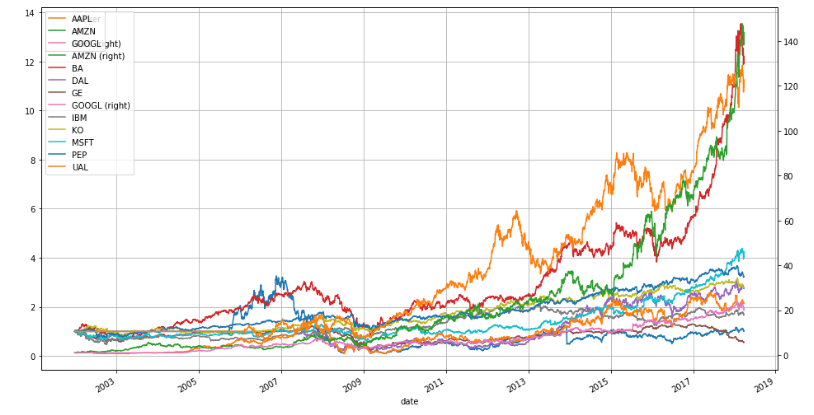 14
12
10
8
6
4
2
0
AAPL
AMZN
GOOGL
AMZN (right)
BA
DAL
GE
GOOGL (right)
IBM
KO
MSFT
PEP
UAL
140
120
100
80
60
40
20
0
2003
2005
2007
2009
2011
2013
2015
2017
2019
date